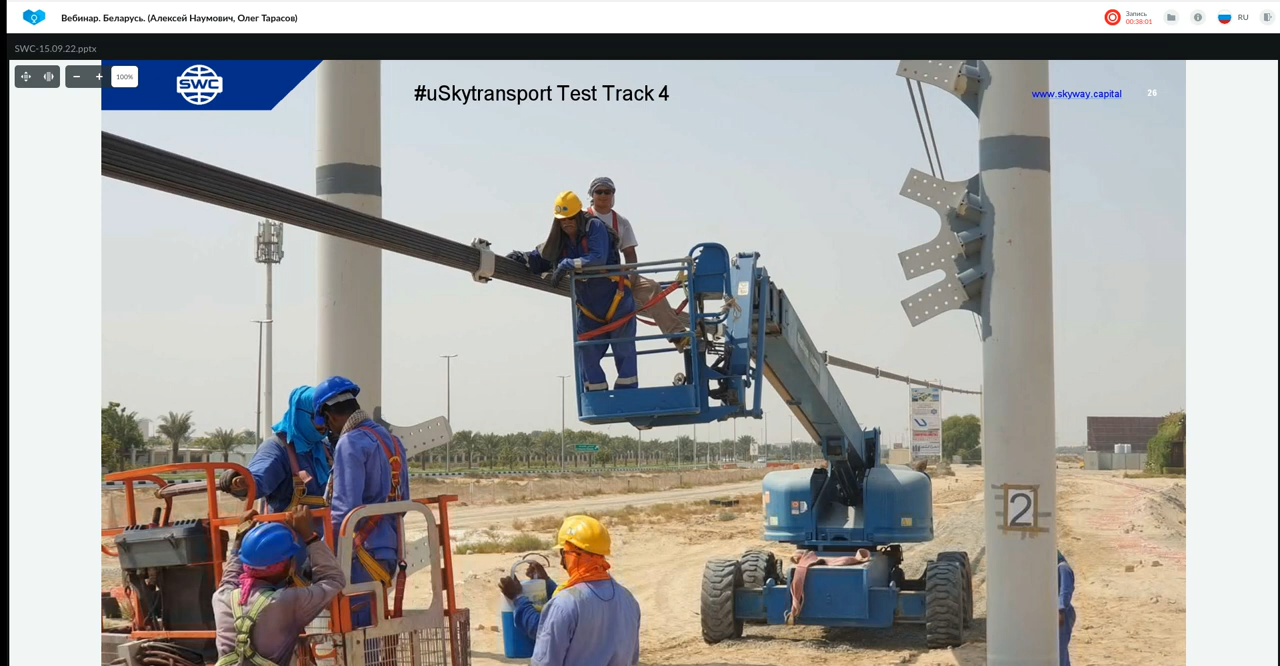 Вебинар. Беларусь. (Алексей Наумович, Олег Тарасов)
Запись
00:38:01
RU
SWC-15.09.22.pptx
100%
SWC
#uSkytransport Test Track 4
www.skyway.capital
26
2